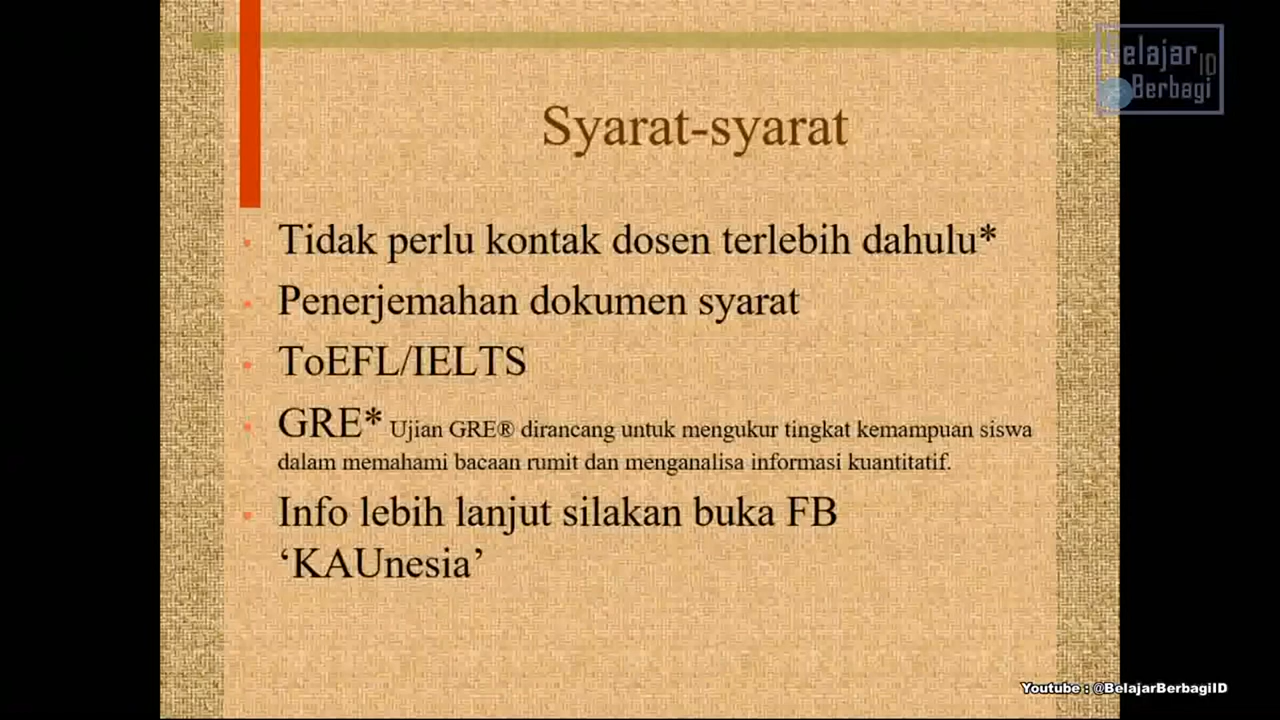 Belajar ID
Berbagi
Syarat-syarat
Tidak perlu kontak dosen terlebih dahulu*
Penerjemahan dokumen syarat
ToEFL/IELTS
GRE* Ujian GRE® dirancang untuk mengukur tingkat kemampuan siswa
dalam memahami bacaan rumit dan menganalisa informasi kuantitatif.
Info lebih lanjut silakan buka FB
‘KAUnesia’
Youtube : @BelajarBerbagiID